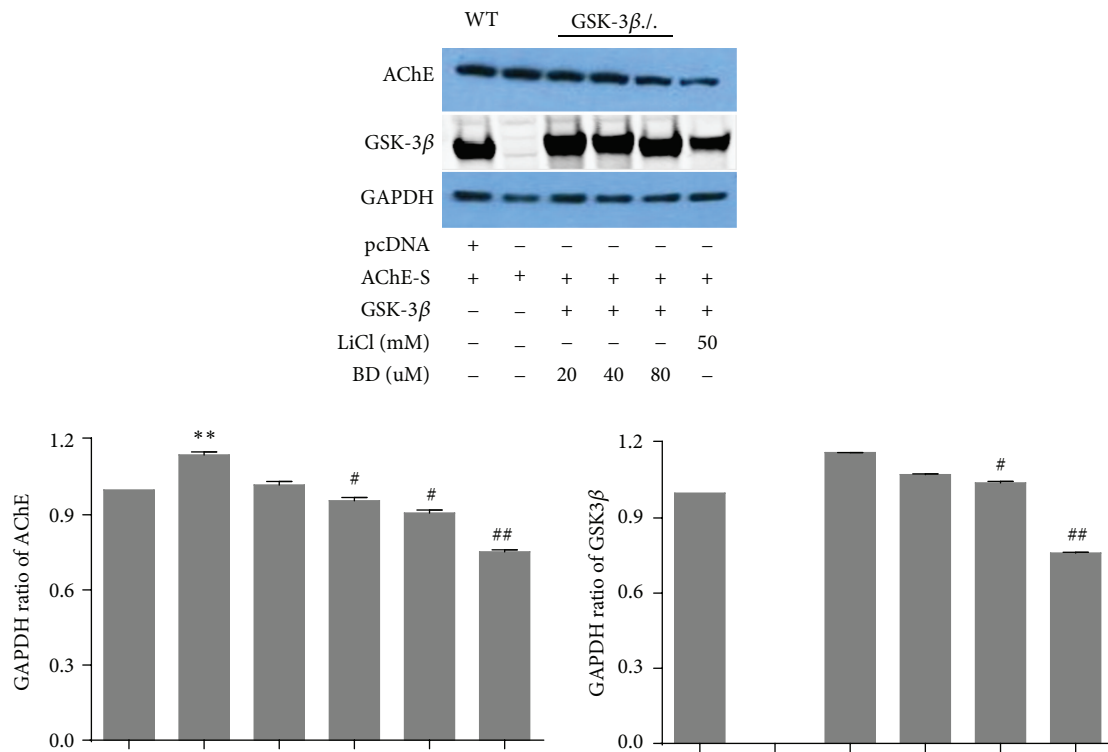 WT GSK-3β./.
AChE
GSK-3β
GAPDH
pcDNA + – – – – –
AChE-S + + + + + +
GSK-3β – – + + + +
LiCl (mM) – – – – – 50
BD (uM) – – 20 40 80 –
GAPDH ratio of AChE
1.2
0.9
0.6
0.3
0.0
**
#
#
##
GAPDH ratio of GSK3β
1.2
0.9
0.6
0.3
0.0
#
##